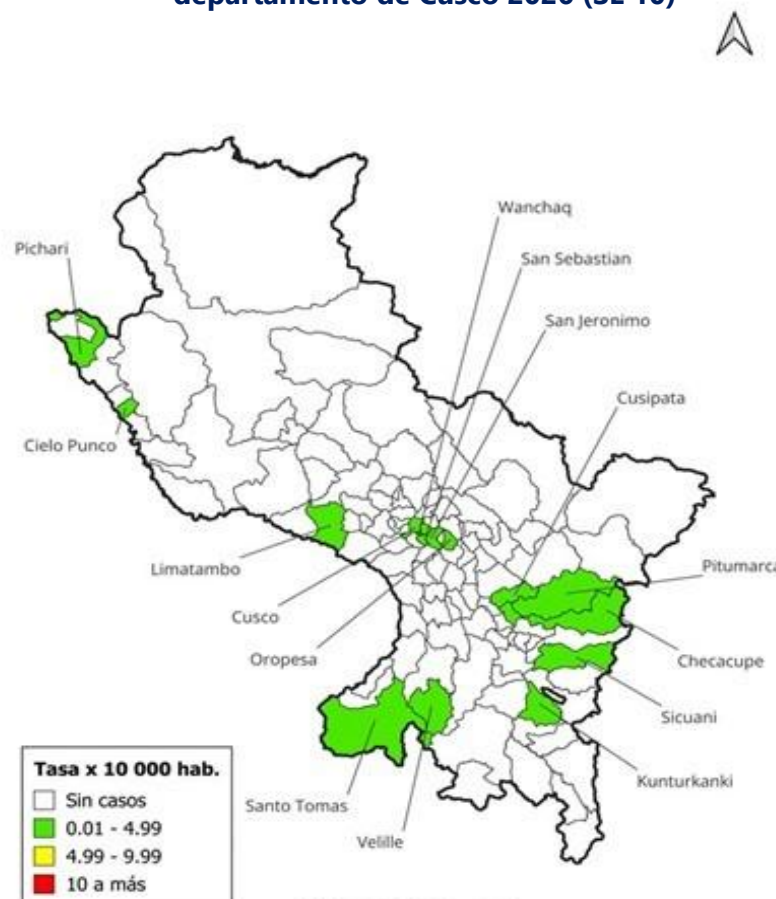 departamento de Cusco 2026 (SE 10)
Wanchaq
San Sebastian
Pichari
San Jeronimo
Cusipata
Cielo Punco
Limatambo
Pitumarca
Cusco
Oropesa
Checacupe
Sicuani
Kunturkanki
Santo Tomas
Velille
Tasa x 10 000 hab.
Sin casos
0.01 - 4.99
4.99 - 9.99
10 a más